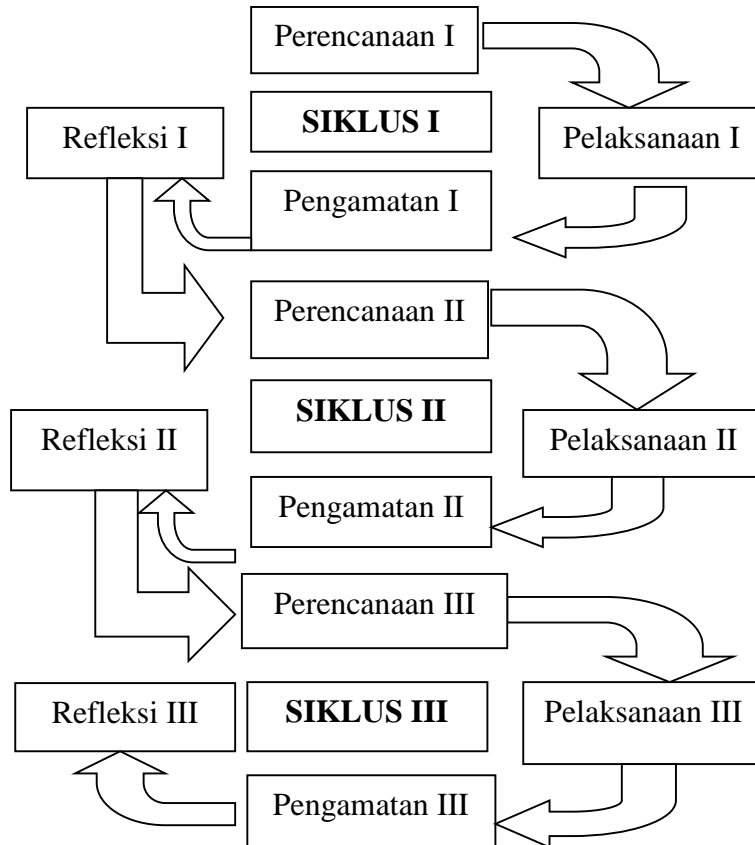 Perencanaan I
SIKLUS I
Refleksi I
Pelaksanaan I
Pengamatan I
Perencanaan II
SIKLUS II
Refleksi II
Pelaksanaan II
Pengamatan II
Perencanaan III
Refleksi III
SIKLUS III
Pelaksanaan III
Pengamatan III